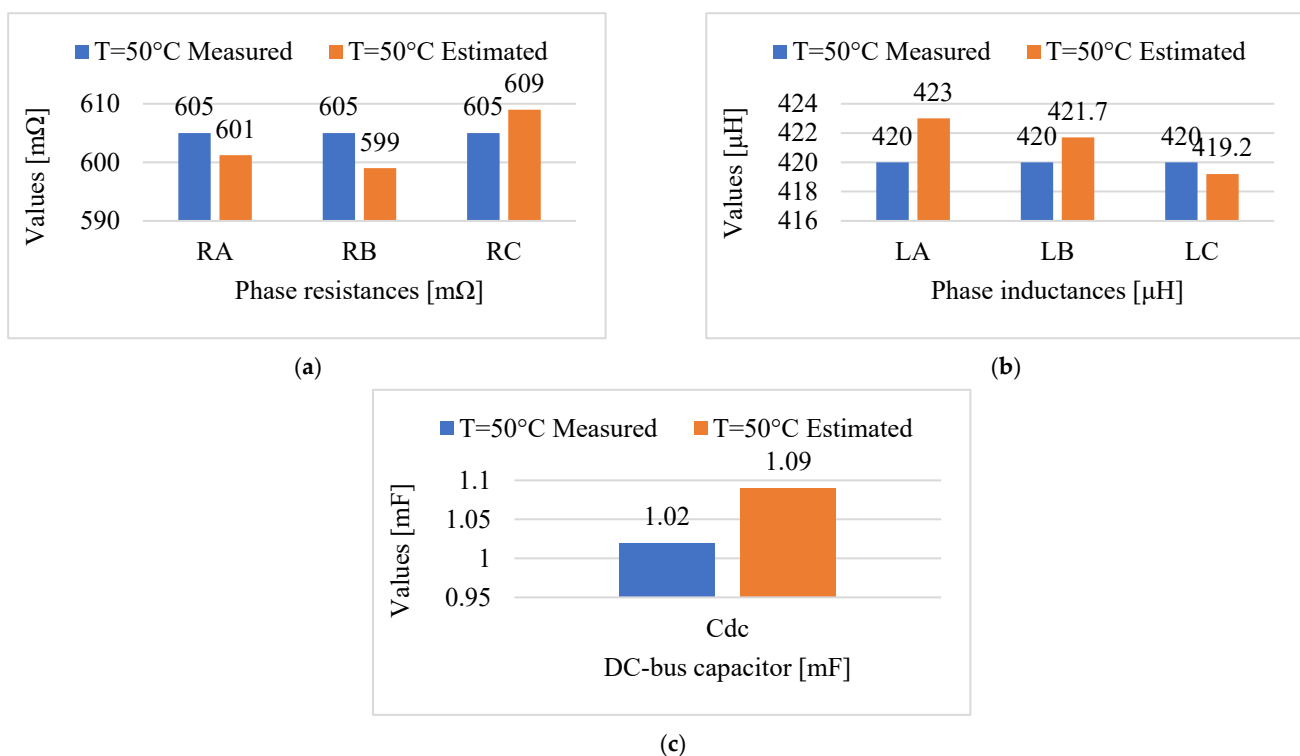 T=50°C Measured T=50°C Estimated
610
600
590
Values [mΩ]
605 601
605 599
605 609
RA RB RC
Phase resistances [mΩ]
(a)
T=50°C Measured T=50°C Estimated
424
422
420
418
416
Values [μH]
420 423
420 421.7
420 419.2
LA LB LC
Phase inductances [μH]
(b)
T=50°C Measured T=50°C Estimated
1.1
1.05
1
0.95
Values [mF]
1.02 1.09
Cdc
DC-bus capacitor [mF]
(c)